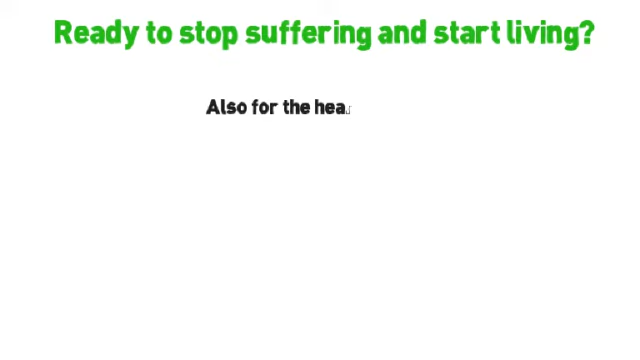 Ready to stop suffering and start living?
Also for the hea